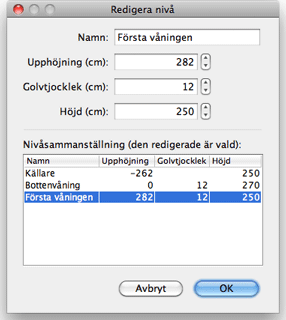 Redigera nivå
Namn: Första våningen
Upphöjning (cm): 282
Golvtjocklek (cm): 12
Höjd (cm): 250
Nivåsammanställning (den redigerade är vald):
Namn Upphöjning Golvtjocklek Höjd
Källare -262 250
Bottenvåning 0 12 270
Första våningen 282 12 250
Avbryt OK